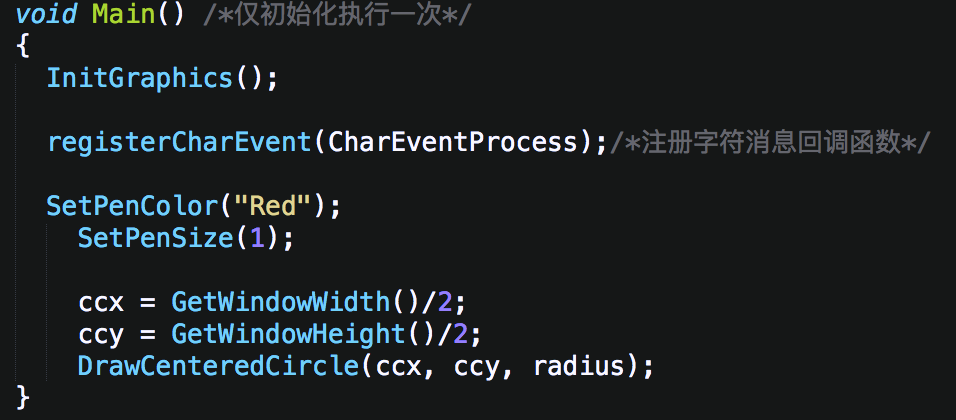 void Main() /*仅初始化执行一次*/
{
InitGraphics();
registerCharEvent(CharEventProcess);/*注册字符消息回调函数*/
SetPenColor("Red");
SetPenSize(1);
ccx = GetWindowWidth()/2;
ccy = GetWindowHeight()/2;
DrawCenteredCircle(ccx, ccy, radius);
}